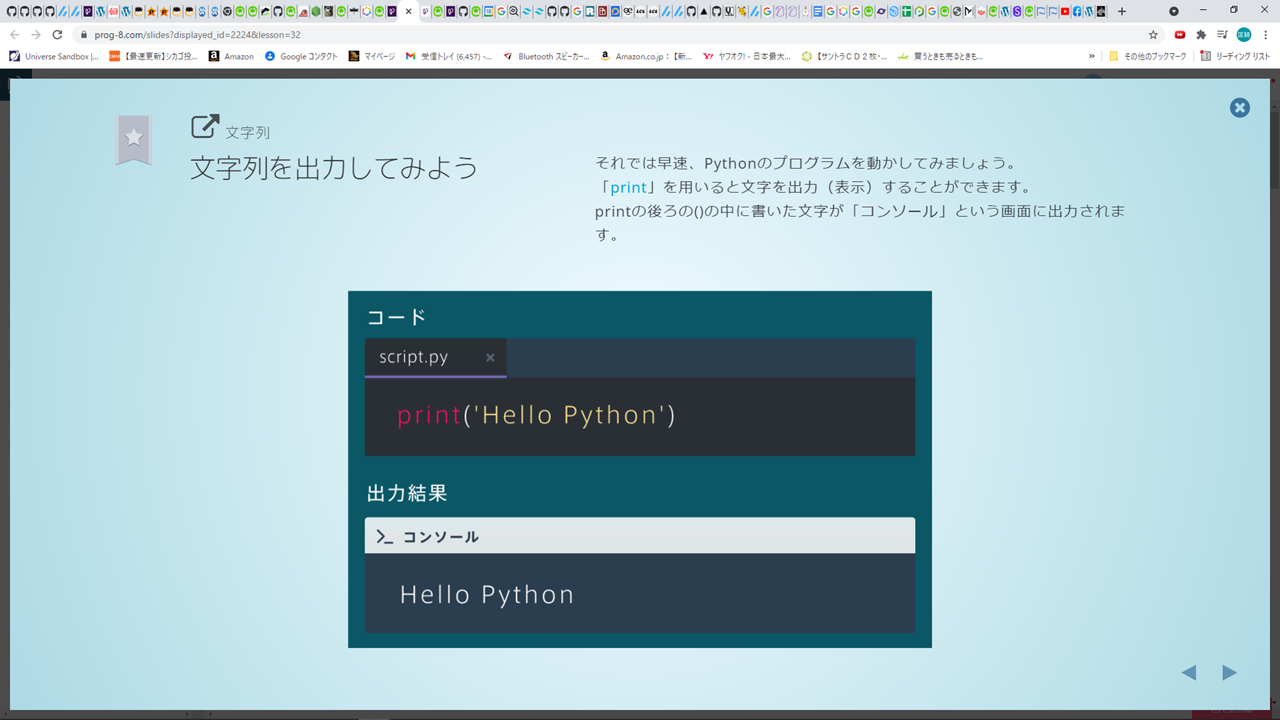 prog-8.com/slides?displayed_id=2224&lesson=32
Universe Sandbox |...
【最速更新】シカゴ投...
Amazon
Google コンタクト
マイページ
受信トレイ (6,457) -...
Bluetooth スピーカー...
Amazon.co.jp：【新...
ヤフオク! - 日本最大...
【サントラＣＤ２枚・...
買うときも売るときも...
»
その他のブックマーク
リーディング リスト
文字列
文字列を出力してみよう
それでは早速、Pythonのプログラムを動かしてみましょう。
「print」を用いると文字を出力（表示）することができます。
printの後ろの()の中に書いた文字が「コンソール」という画面に出力されま
す。
コード
script.py
print('Hello Python')
出力結果
コンソール
Hello Python